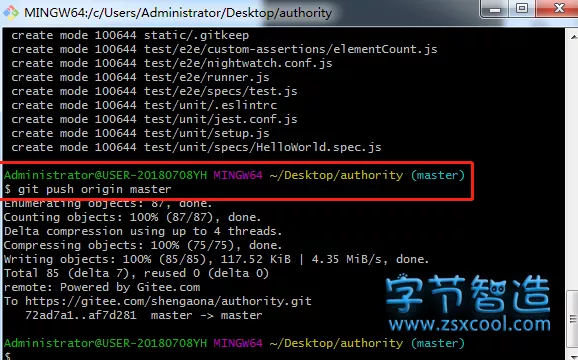 MINGW64:/c/Users/Administrator/Desktop/authority
create mode 100644 static/.gitkeep
create mode 100644 test/e2e/custom-assertions/elementCount.js
create mode 100644 test/e2e/nightwatch.conf.js
create mode 100644 test/e2e/runner.js
create mode 100644 test/e2e/specs/test.js
create mode 100644 test/unit/.eslintrc
create mode 100644 test/unit/jest.conf.js
create mode 100644 test/unit/setup.js
create mode 100644 test/unit/specs/HelloWorld.spec.js
Administrator@USER-20180708YH MINGW64 ~/Desktop/authority (master)
$ git push origin master
Enumerating objects: 87, done.
Counting objects: 100% (87/87), done.
Delta compression using up to 4 threads.
Compressing objects: 100% (75/75), done.
Writing objects: 100% (85/85), 117.52 KiB | 4.35 MiB/s, done.
Total 85 (delta 7), reused 0 (delta 0)
remote: Powered by Gitee.com
To https://gitee.com/shengaona/authority.git
72ad7a1..af7d281 master -> master
字节智造
www.zsxcool.com
Administrator@USER-20180708YH MINGW64 ~/Desktop/authority (master)
$